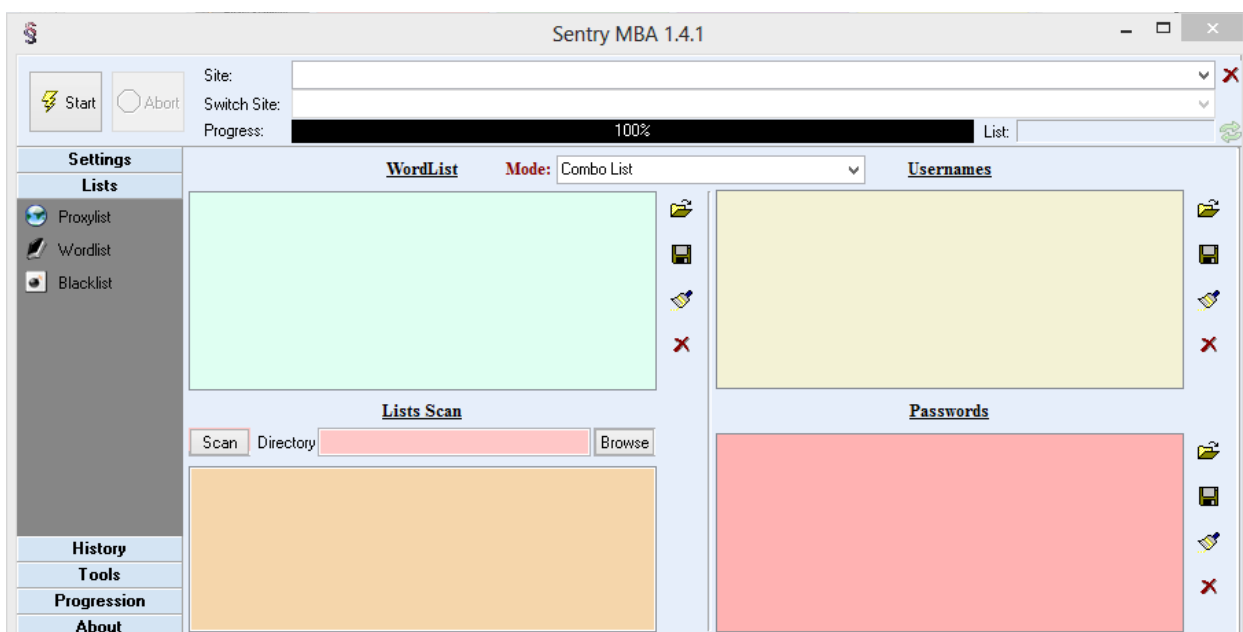 Sentry MBA 1.4.1
Start
Abort
Site:
Switch Site:
Progress:
100%
List:
Settings
Lists
Proxylist
Wordlist
Blacklist
History
Tools
Progression
About
WordList
Mode: Combo List
Usernames
Lists Scan
Scan Directory Browse
Passwords